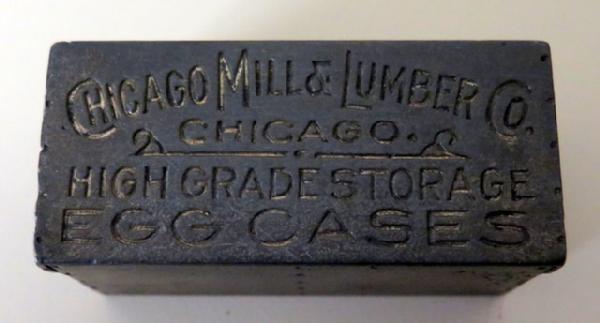 CHICAGO MILL & LUMBER CO.
CHICAGO.
HIGH GRADE STORAGE
EGG CASES